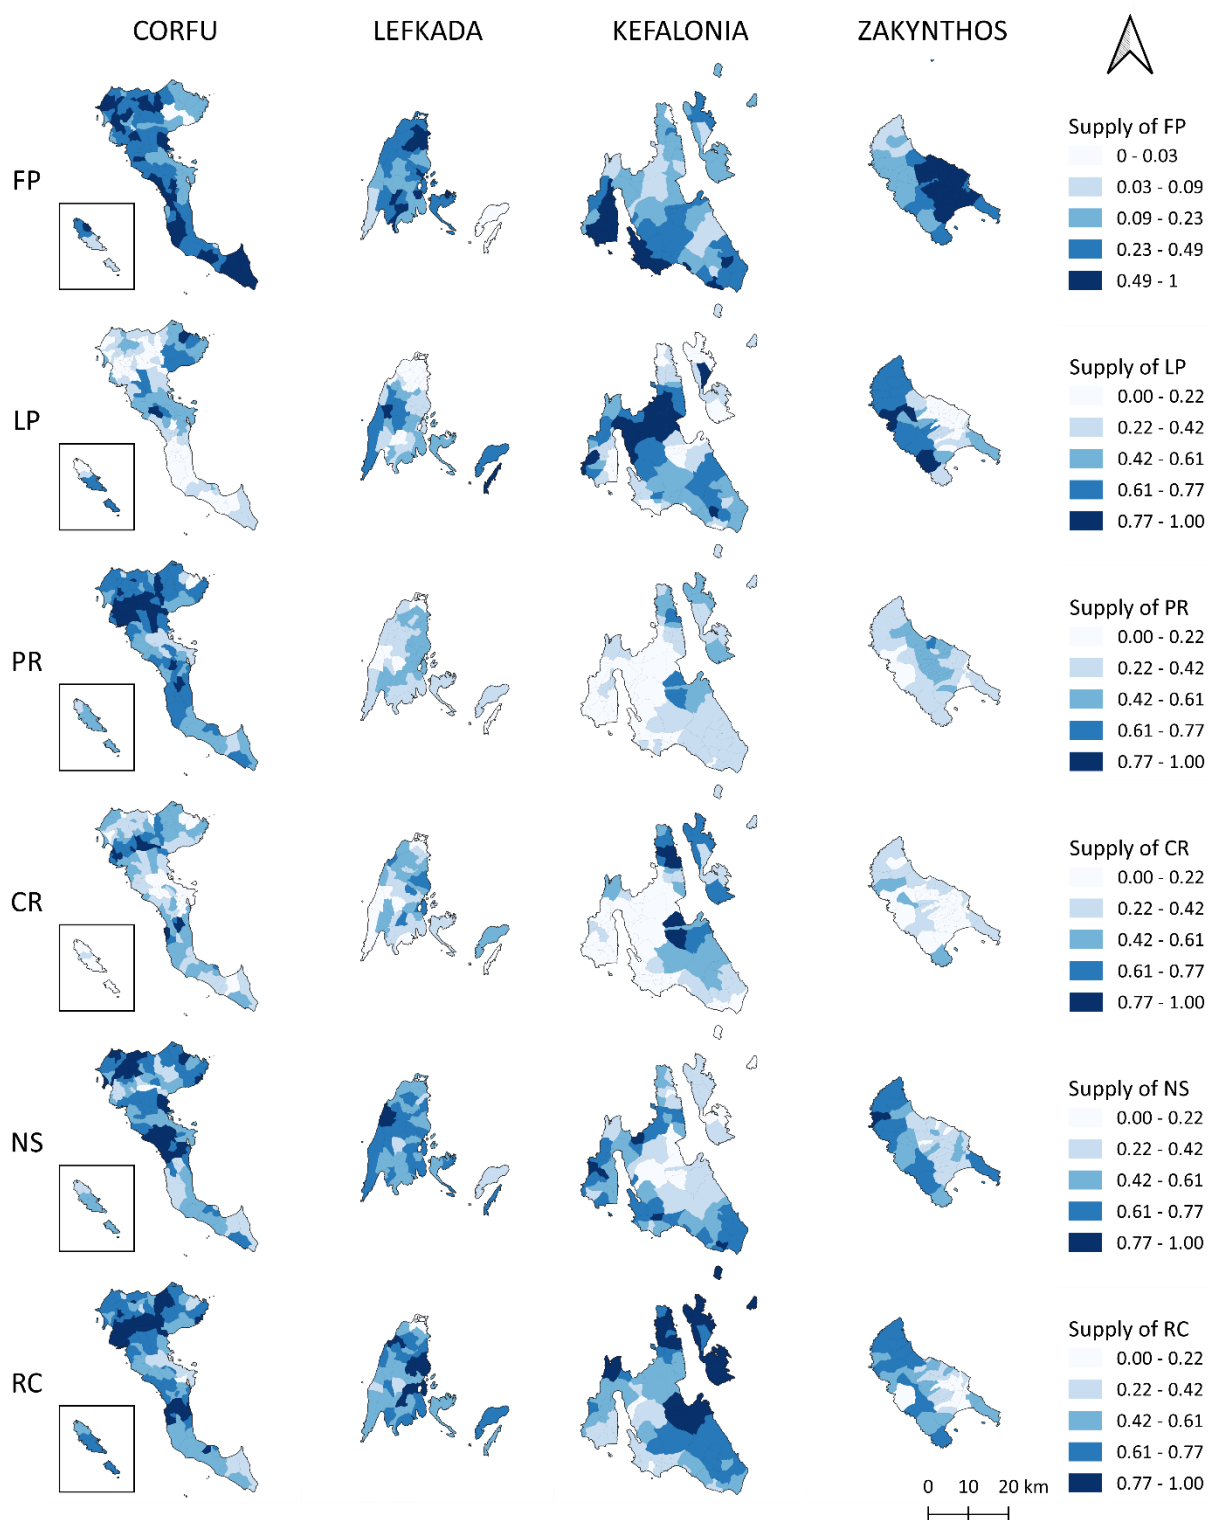 CORFU LEFKADA KEFALONIA ZAKYNTHOS
FP
Supply of FP
0 - 0.03
0.03 - 0.09
0.09 - 0.23
0.23 - 0.49
0.49 - 1
LP
Supply of LP
0.00 - 0.22
0.22 - 0.42
0.42 - 0.61
0.61 - 0.77
0.77 - 1.00
PR
Supply of PR
0.00 - 0.22
0.22 - 0.42
0.42 - 0.61
0.61 - 0.77
0.77 - 1.00
CR
Supply of CR
0.00 - 0.22
0.22 - 0.42
0.42 - 0.61
0.61 - 0.77
0.77 - 1.00
NS
Supply of NS
0.00 - 0.22
0.22 - 0.42
0.42 - 0.61
0.61 - 0.77
0.77 - 1.00
RC
Supply of RC
0.00 - 0.22
0.22 - 0.42
0.42 - 0.61
0.61 - 0.77
0.77 - 1.00
0 10 20 km